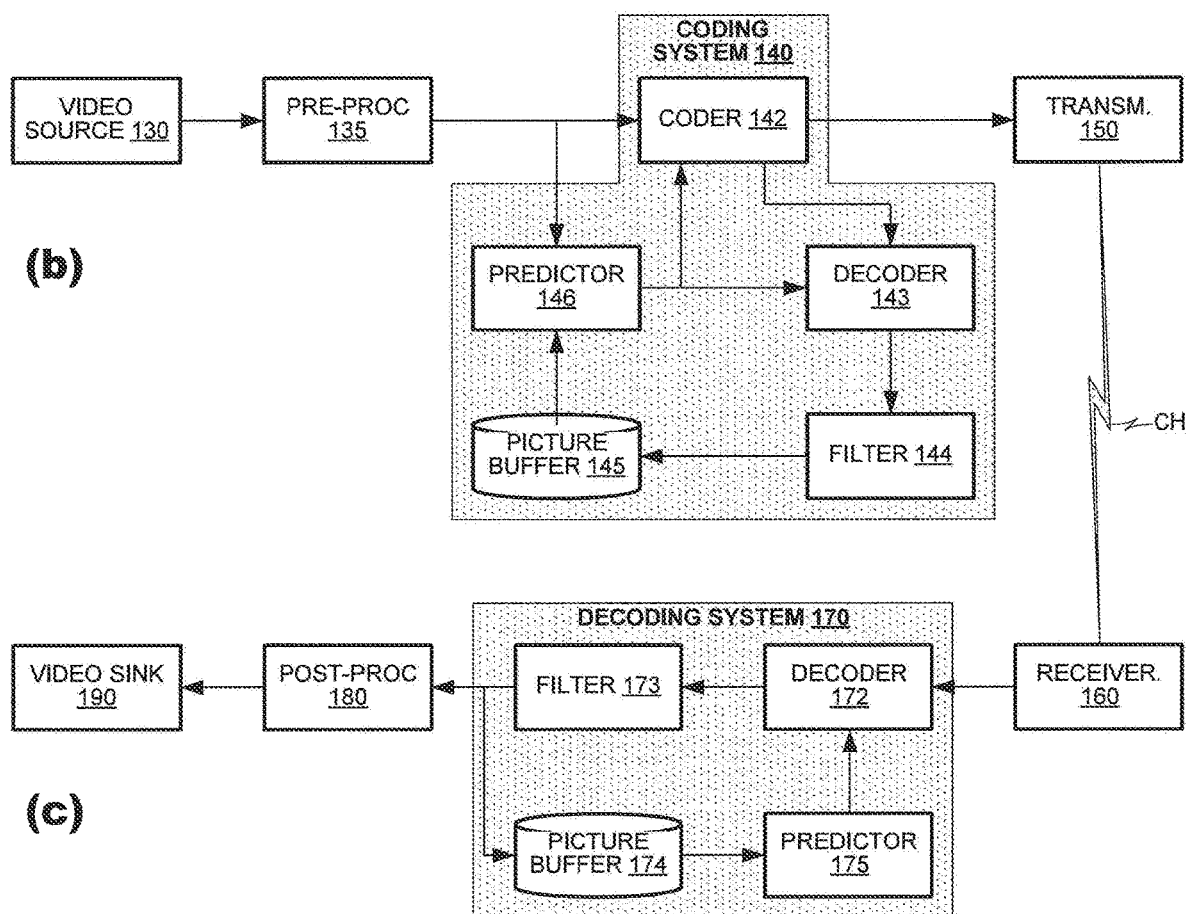 CODING
SYSTEM 140
VIDEO
SOURCE 130
PRE-PROC
135
CODER 142
TRANSM.
150
(b)
PREDICTOR
146
DECODER
143
PICTURE
BUFFER 145
FILTER 144
CH
DECODING SYSTEM 170
VIDEO SINK
190
POST-PROC
180
FILTER 173
DECODER
172
RECEIVER.
160
(c)
PICTURE
BUFFER 174
PREDICTOR
175